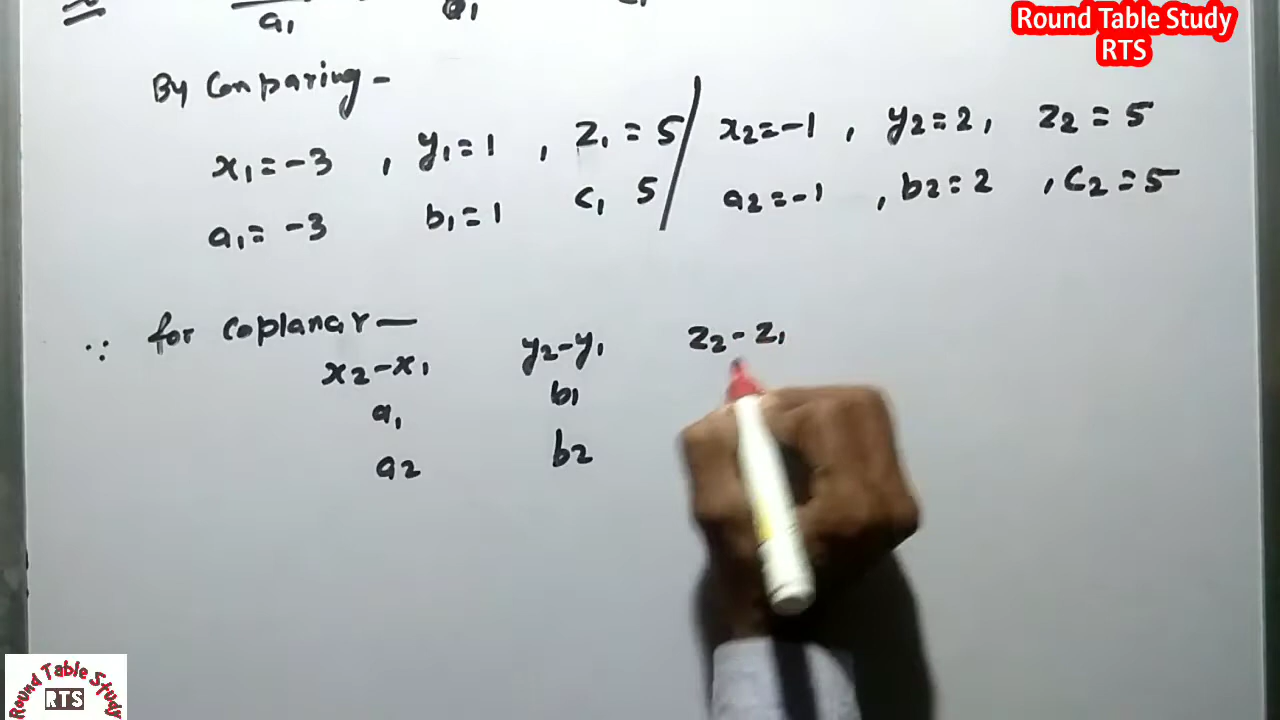 Round Table Study
RTS
a₁
By Comparing -
x₁ = -3 , y₁ = 1 , z₁ = 5 / x₂ = -1 , y₂ = 2 , z₂ = 5
a₁ = -3 b₁ = 1 c₁ 5 a₂ = -1 , b₂ = 2 , c₂ = 5
∵ for coplanar —
x₂ - x₁ y₂ - y₁ z₂ - z₁
a₁ b₁
a₂ b₂
Round Table Study
RTS